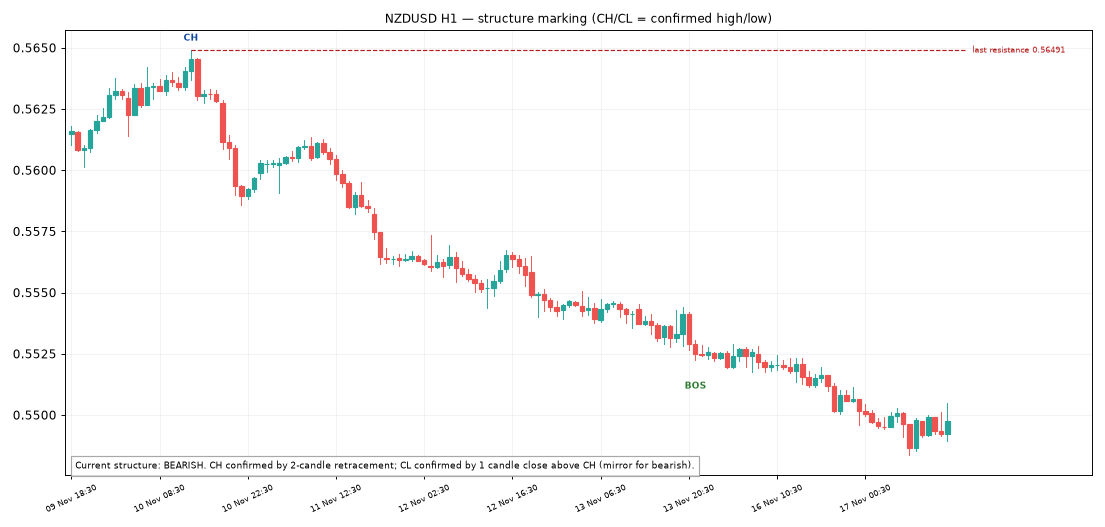 NZDUSD H1 — structure marking (CH/CL = confirmed high/low)
CH
last resistance 0.56491
0.5650
0.5625
0.5600
0.5575
0.5550
0.5525
0.5500
BOS
Current structure: BEARISH. CH confirmed by 2-candle retracement; CL confirmed by 1 candle close above CH (mirror for bearish).
09 Nov 18:30
10 Nov 08:30
10 Nov 22:30
11 Nov 12:30
12 Nov 02:30
12 Nov 16:30
13 Nov 06:30
13 Nov 20:30
16 Nov 10:30
17 Nov 00:30